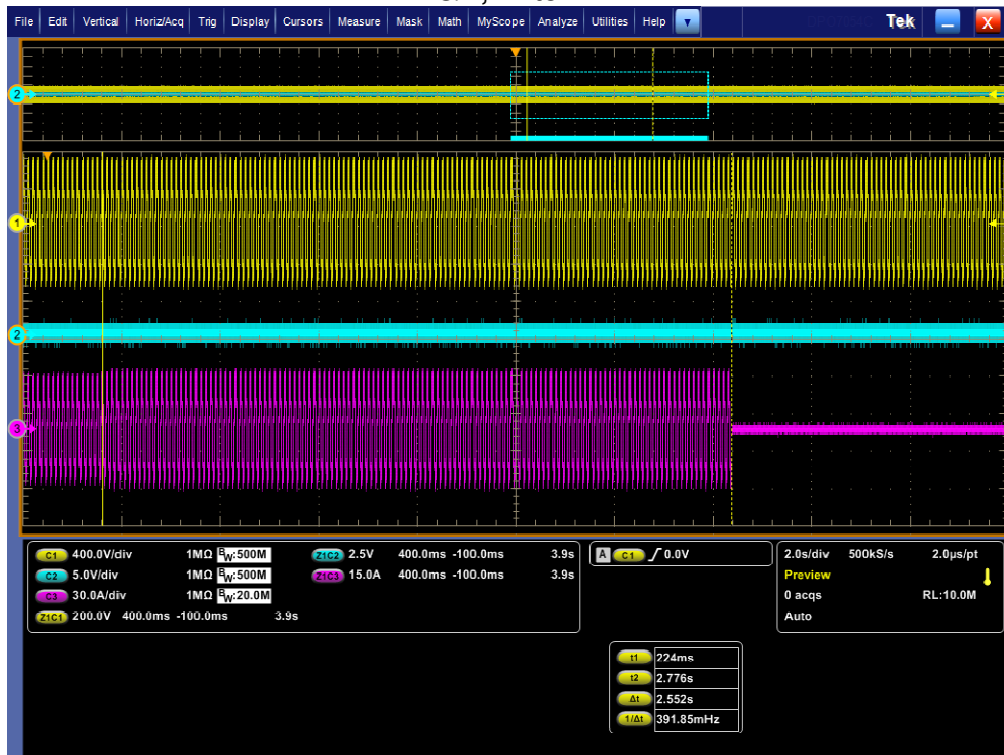 File Edit Vertical Horiz/Acq Trig Display Cursors Measure Mask Math MyScope Analyze Utilities Help Tek X
2
1
2
3
C1 400.0V/div 1MΩ BW:500M
C2 5.0V/div 1MΩ BW:500M
C3 30.0A/div 1MΩ BW:20.0M
Z1C1 200.0V 400.0ms -100.0ms 3.9s
Z1C2 2.5V 400.0ms -100.0ms 3.9s
Z1C3 15.0A 400.0ms -100.0ms 3.9s
A C1 / 0.0V
2.0s/div 500kS/s 2.0µs/pt
Preview
0 acqs RL:10.0M
Auto
t1 224ms
t2 2.776s
Δt 2.552s
1/Δt 391.85mHz